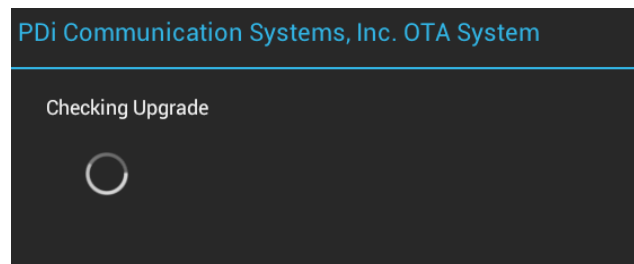 PDi Communication Systems, Inc. OTA System
Checking Upgrade